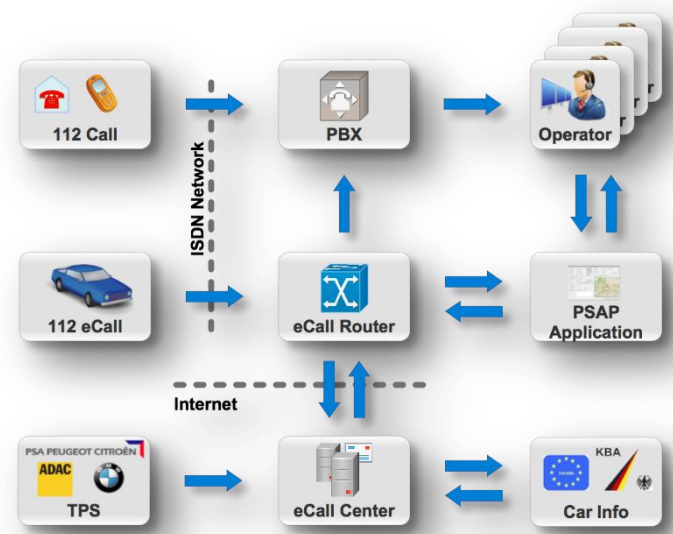 112 Call
PBX
Operator
ISDN Network
112 eCall
eCall Router
PSAP
Application
Internet
PSA PEUGEOT CITROËN
ADAC
BMW
TPS
eCall Center
KBA
Car Info